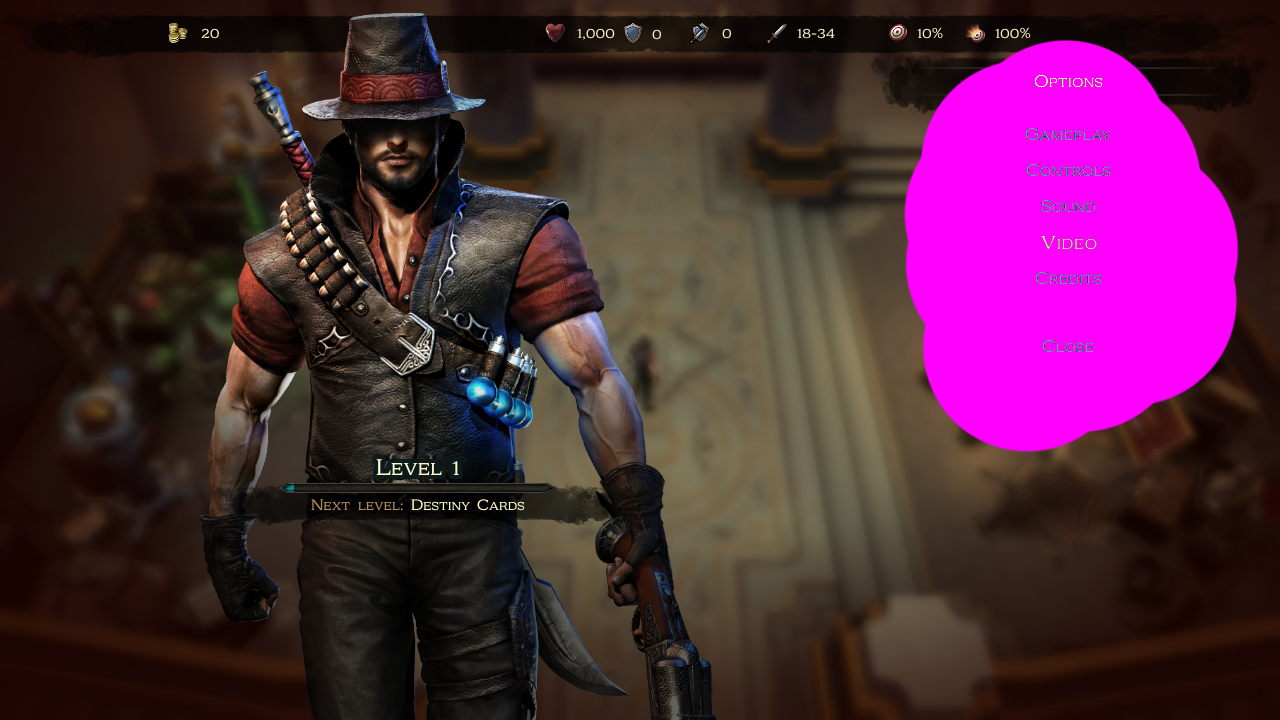 20 1,000 0 0 18-34 10% 100%
Options
Gameplay
Controls
Sound
Video
Credits
Close
Level 1
Next level: Destiny Cards